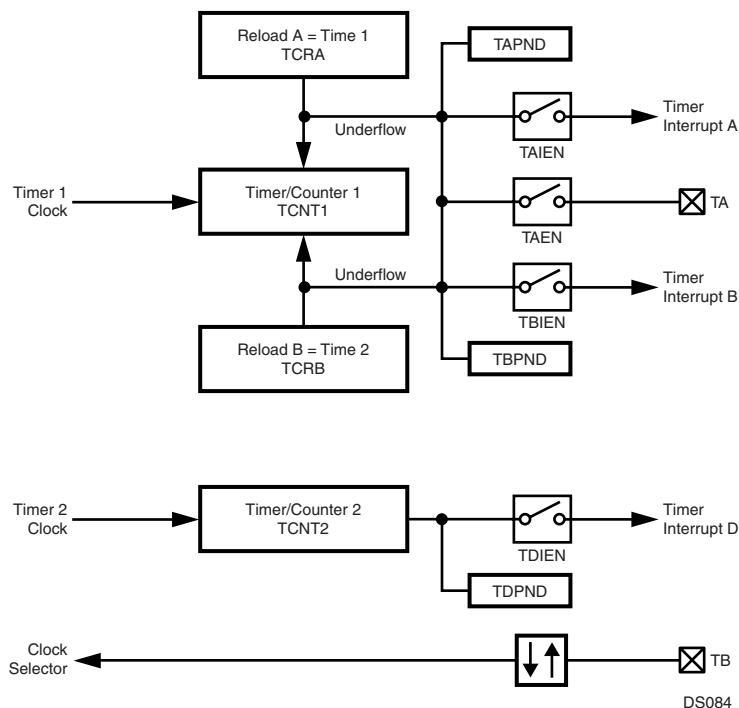 Reload A = Time 1
TCRA
TAPND
Timer
Interrupt A
Underflow
TAIEN
Timer 1
Clock
Timer/Counter 1
TCNT1
TA
TAEN
Underflow
Timer
Interrupt B
TBIEN
Reload B = Time 2
TCRB
TBPND
Timer 2
Clock
Timer/Counter 2
TCNT2
Timer
Interrupt D
TDIEN
TDPND
Clock
Selector
TB
DS084